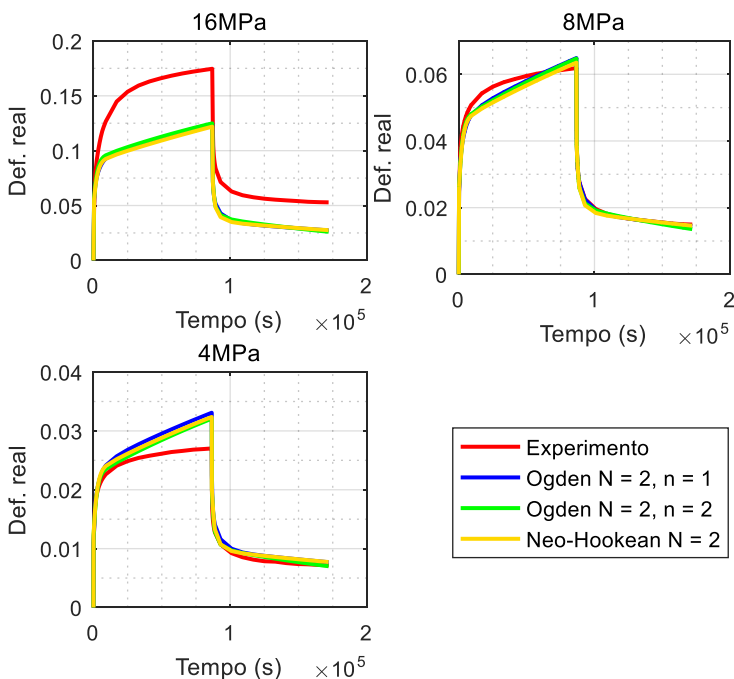 16MPa
0.2
0.15
0.1
0.05
0
Def. real
0 1 2
Tempo (s) ×10^5
8MPa
0.06
0.04
0.02
0
Def. real
0 1 2
Tempo (s) ×10^5
4MPa
0.04
0.03
0.02
0.01
0
Def. real
0 1 2
Tempo (s) ×10^5
Experimento
Ogden N = 2, n = 1
Ogden N = 2, n = 2
Neo-Hookean N = 2